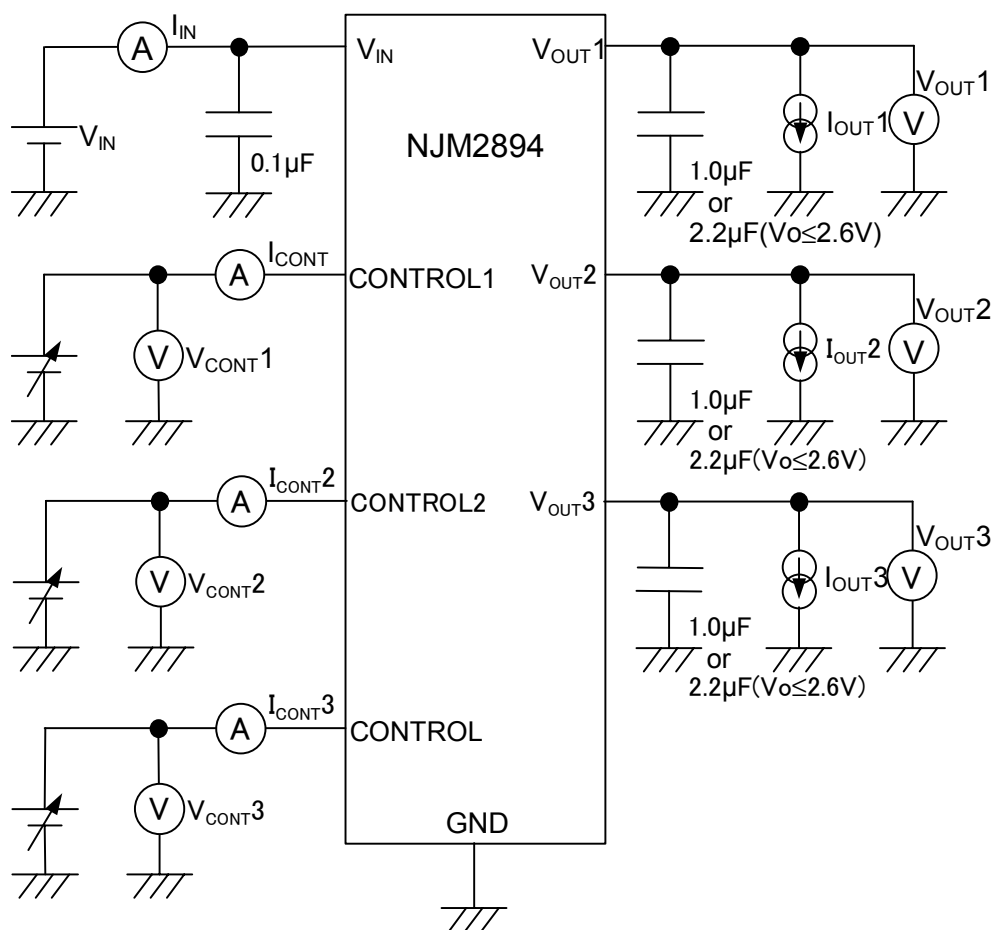 I_IN
A
V_IN
0.1µF
V_IN
V_OUT1
NJM2894
V_OUT1
I_OUT1
V
1.0µF
or
2.2µF(Vo≤2.6V)
I_CONT
A
CONTROL1
V
V_CONT1
V_OUT2
V_OUT2
I_OUT2
V
1.0µF
or
2.2µF(Vo≤2.6V)
I_CONT2
A
CONTROL2
V
V_CONT2
V_OUT3
V_OUT3
I_OUT3
V
1.0µF
or
2.2µF(Vo≤2.6V)
I_CONT3
A
CONTROL
V
V_CONT3
GND